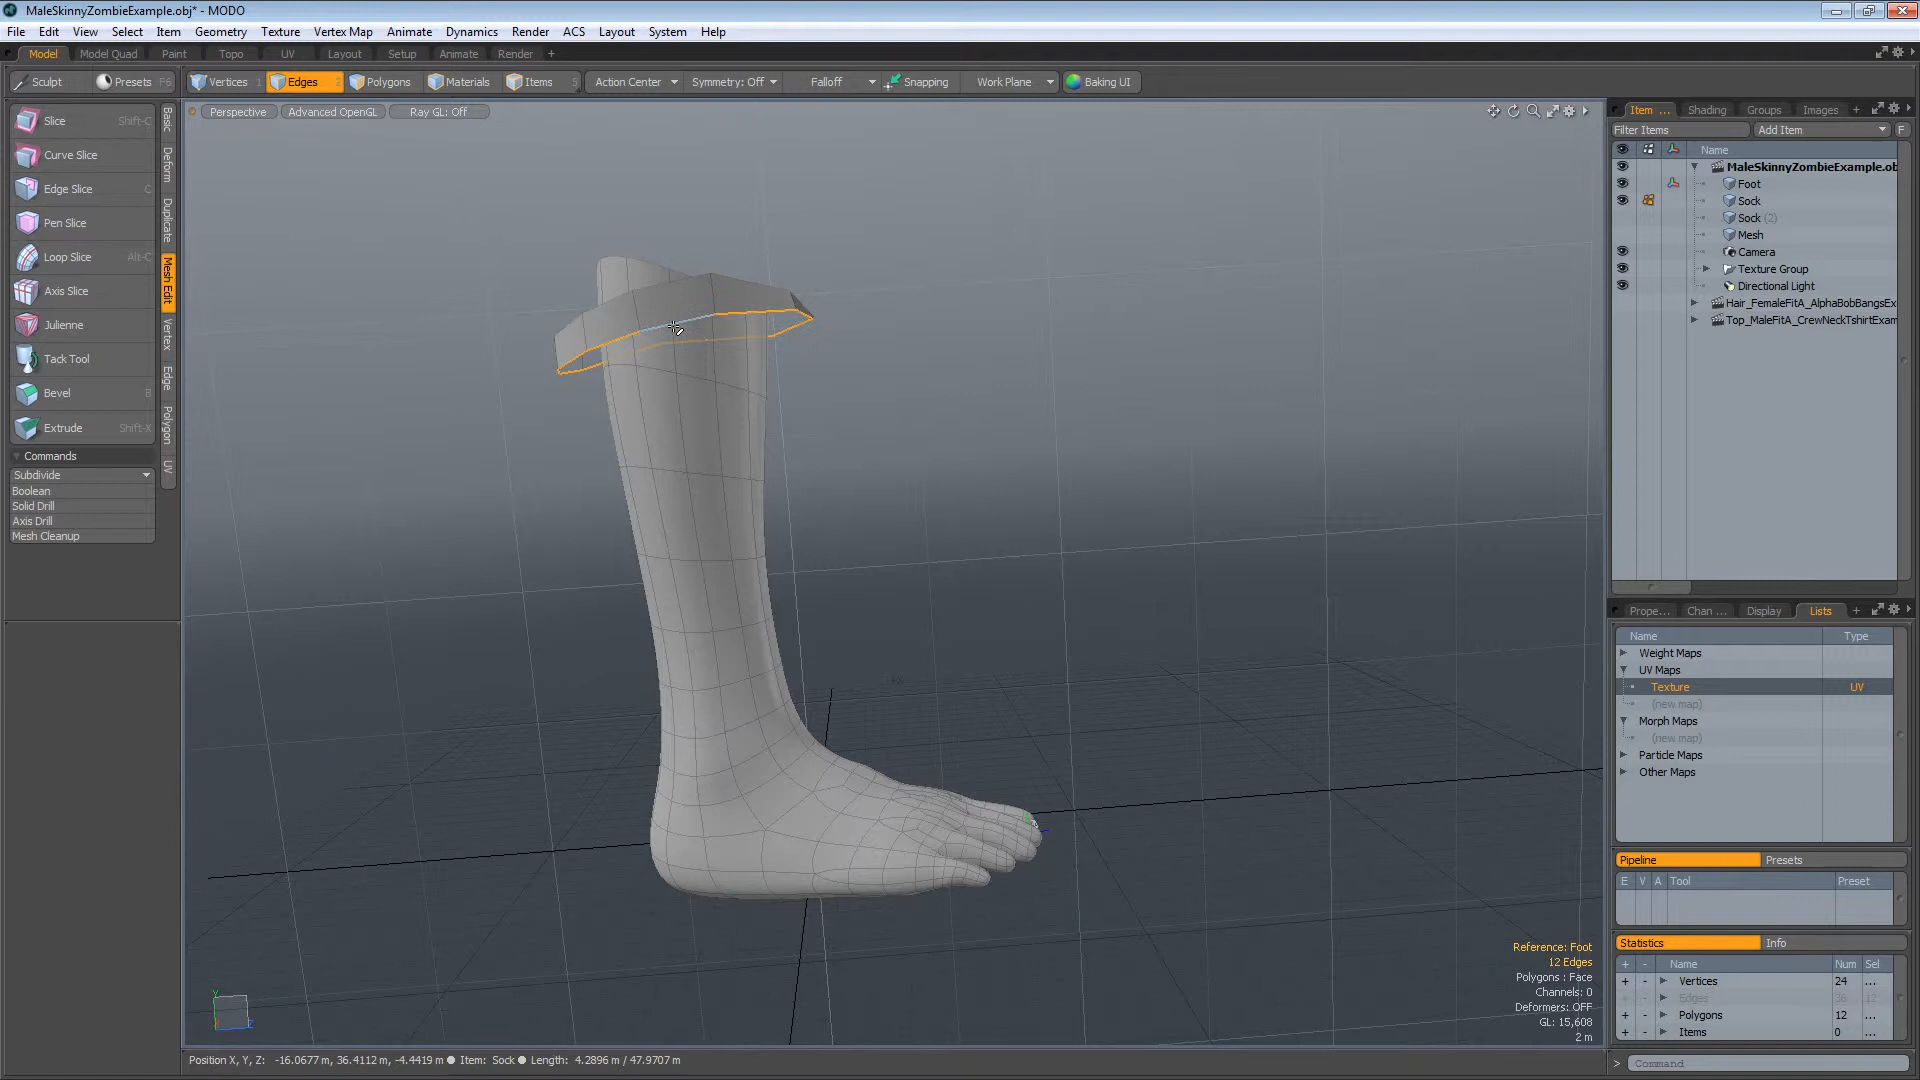 MaleSkinnyZombieExample.obj* - MODO
File Edit View Select Item Geometry Texture Vertex Map Animate Dynamics Render ACS Layout System Help
Model Model Quad Paint Topo UV Layout Setup Animate Render +
Sculpt Presets F6 Vertices 1 Edges 2 Polygons Materials Items 5 Action Center Symmetry: Off Falloff Snapping Work Plane Baking UI
Perspective Advanced OpenGL Ray GL: Off
Item ... Shading Groups Images +
Filter Items Add Item F
Name
MaleSkinnyZombieExample.ob
Foot
Sock
Sock (2)
Mesh
Camera
Texture Group
Directional Light
Hair_FemaleFitA_AlphaBobBangsEx
Top_MaleFitA_CrewNeckTshirtExam
Slice Shift-C
Curve Slice
Edge Slice C
Pen Slice
Loop Slice Alt-C
Axis Slice
Julienne
Tack Tool
Bevel B
Extrude Shift-X
Commands
Subdivide
Boolean
Solid Drill
Axis Drill
Mesh Cleanup
Basic
Deform
Duplicate
Mesh Edit
Vertex
Edge
Polygon
UV
Prope... Chan ... Display Lists +
Name Type
Weight Maps
UV Maps
Texture UV
(new map)
Morph Maps
(new map)
Particle Maps
Other Maps
Pipeline Presets
E V A Tool Preset
Statistics Info
+ - Name Num Sel
+ - Vertices 24 ...
+ - Edges 36 12
+ - Polygons 12 ...
+ - Items 0 ...
Reference: Foot
12 Edges
Polygons : Face
Channels: 0
Deformers: OFF
GL: 15,608
2 m
Y
Z
Position X, Y, Z: -16.0677 m, 36.4112 m, -4.4419 m Item: Sock Length: 4.2896 m / 47.9707 m
> Command